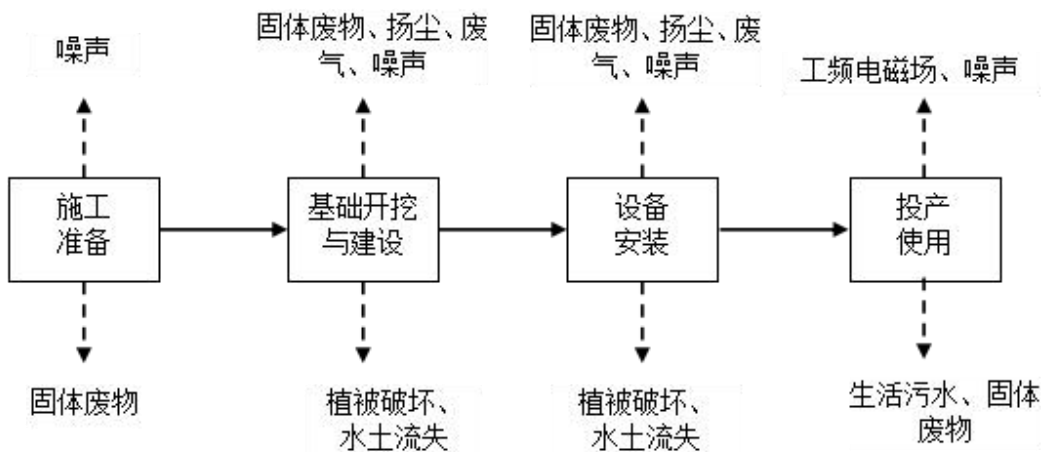 噪声
固体废物、扬尘、废
气、噪声
固体废物、扬尘、废
气、噪声
工频电磁场、噪声
施工
准备
基础开挖
与建设
设备
安装
投产
使用
固体废物
植被破坏、
水土流失
植被破坏、
水土流失
生活污水、固体
废物